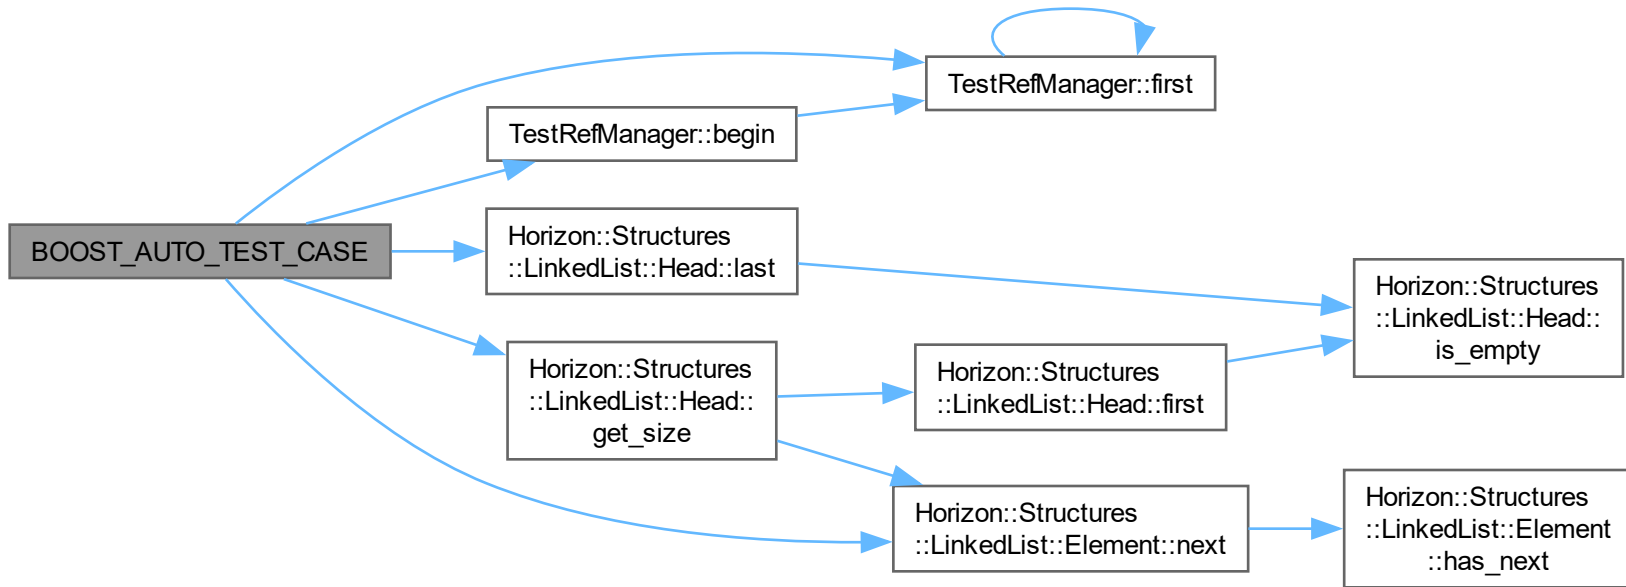 TestRefManager::first
TestRefManager::begin
BOOST_AUTO_TEST_CASE
Horizon::Structures
::LinkedList::Head::last
Horizon::Structures
::LinkedList::Head::
is_empty
Horizon::Structures
::LinkedList::Head::
get_size
Horizon::Structures
::LinkedList::Head::first
Horizon::Structures
::LinkedList::Element::next
Horizon::Structures
::LinkedList::Element
::has_next